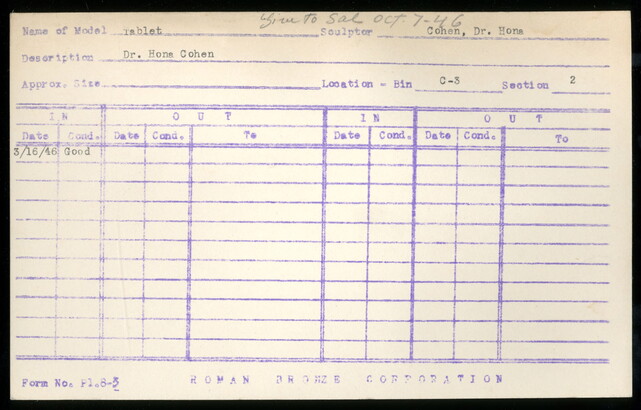 Give to Sal OCT 7-46
Name of Model Tablet Sculptor Cohen, Dr. Hona
Description Dr. Hona Cohen
Approx. Size Location - Bin C-3 Section 2
IN OUT IN OUT
Date Cond. Date Cond. To Date Cond. Date Cond. To
3/16/46 Good
Form No. P1.8-3 ROMAN BRONZE CORPORATION